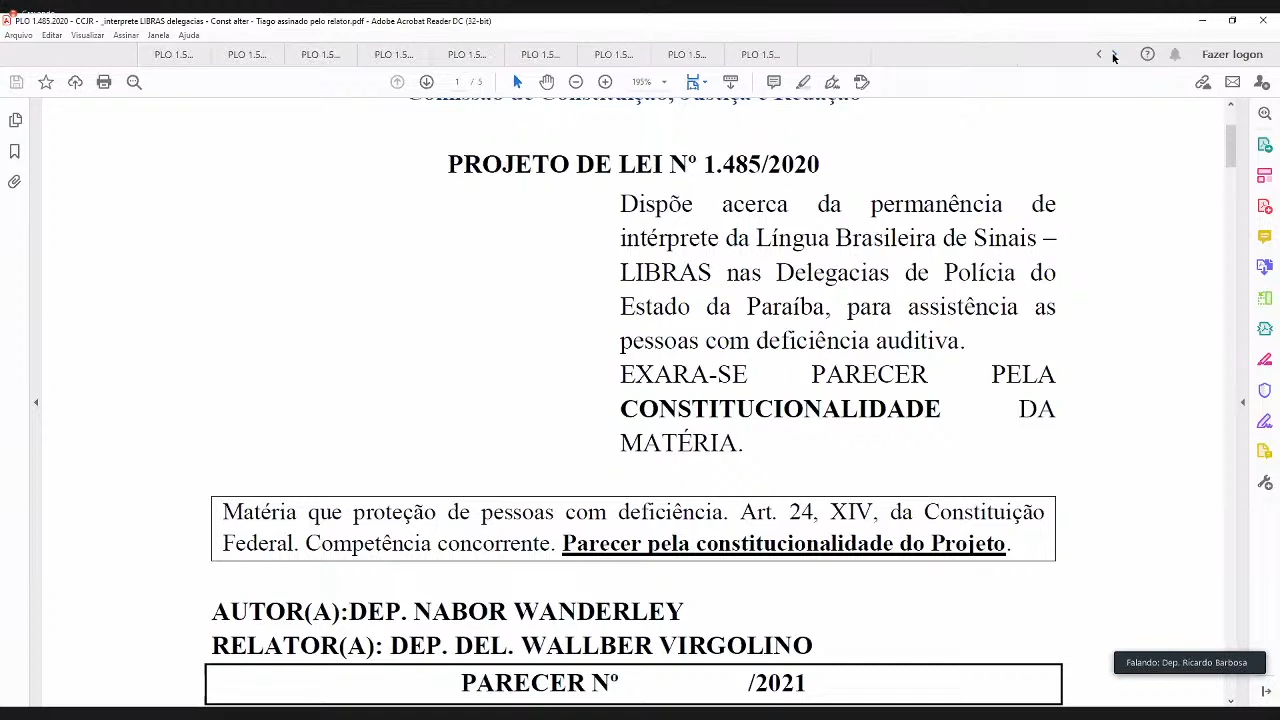 PLO 1.485.2020 - CCJR - _interprete LIBRAS delegacias - Const alter - Tiago assinado pelo relator.pdf - Adobe Acrobat Reader DC (32-bit)
Arquivo Editar Visualizar Assinar Janela Ajuda
PLO 1.5... PLO 1.5... PLO 1.5... PLO 1.5... PLO 1.5... PLO 1.5... PLO 1.5... PLO 1.5... PLO 1.5... Fazer logon
1 / 5 195%
Comissão de Constituição, Justiça e Redação
PROJETO DE LEI Nº 1.485/2020
Dispõe acerca da permanência de
intérprete da Língua Brasileira de Sinais –
LIBRAS nas Delegacias de Polícia do
Estado da Paraíba, para assistência as
pessoas com deficiência auditiva.
EXARA-SE PARECER PELA
CONSTITUCIONALIDADE DA
MATÉRIA.
Matéria que proteção de pessoas com deficiência. Art. 24, XIV, da Constituição
Federal. Competência concorrente. Parecer pela constitucionalidade do Projeto.
AUTOR(A):DEP. NABOR WANDERLEY
RELATOR(A): DEP. DEL. WALLBER VIRGOLINO
PARECER Nº /2021
Falando: Dep. Ricardo Barbosa